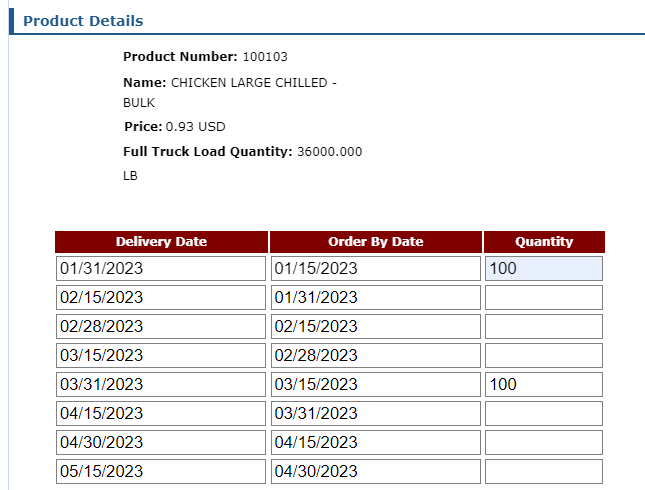 Product Details
Product Number: 100103
Name: CHICKEN LARGE CHILLED -
BULK
Price: 0.93 USD
Full Truck Load Quantity: 36000.000
LB
Delivery Date Order By Date Quantity
01/31/2023 01/15/2023 100
02/15/2023 01/31/2023
02/28/2023 02/15/2023
03/15/2023 02/28/2023
03/31/2023 03/15/2023 100
04/15/2023 03/31/2023
04/30/2023 04/15/2023
05/15/2023 04/30/2023